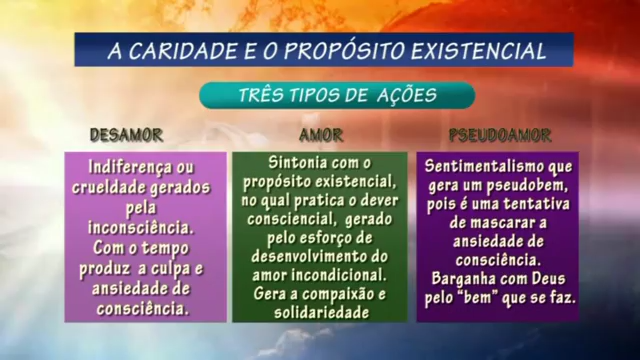 A CARIDADE E O PROPÓSITO EXISTENCIAL
TRÊS TIPOS DE AÇÕES
DESAMOR
Indiferença ou
crueldade gerados
pela
inconsciência.
Com o tempo
produz a culpa e
ansiedade de
consciência.
AMOR
Sintonia com o
propósito existencial,
no qual pratica o dever
consciencial, gerado
pelo esforço de
desenvolvimento do
amor incondicional.
Gera a compaixão e
solidariedade
PSEUDOAMOR
Sentimentalismo que
gera um pseudobem,
pois é uma tentativa
de mascarar a
ansiedade de
consciência.
Barganha com Deus
pelo "bem" que se faz.